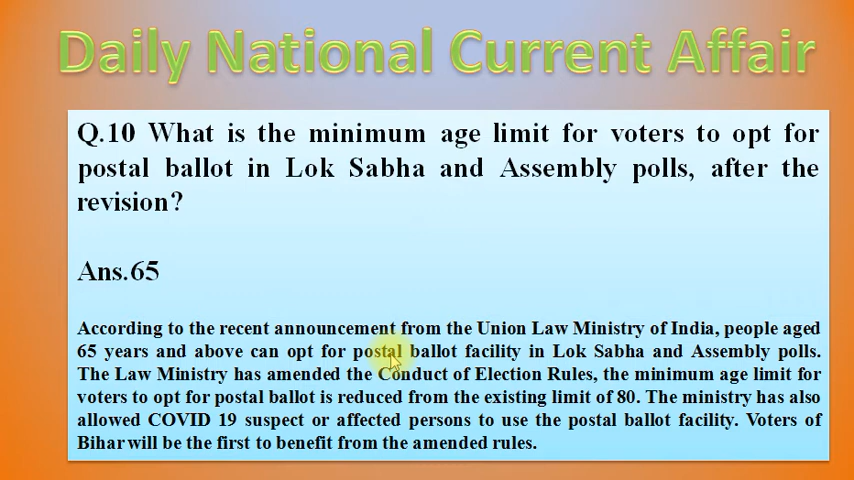 Daily National Current Affair
Q.10 What is the minimum age limit for voters to opt for
postal ballot in Lok Sabha and Assembly polls, after the
revision?
Ans.65
According to the recent announcement from the Union Law Ministry of India, people aged
65 years and above can opt for postal ballot facility in Lok Sabha and Assembly polls.
The Law Ministry has amended the Conduct of Election Rules, the minimum age limit for
voters to opt for postal ballot is reduced from the existing limit of 80. The ministry has also
allowed COVID 19 suspect or affected persons to use the postal ballot facility. Voters of
Bihar will be the first to benefit from the amended rules.